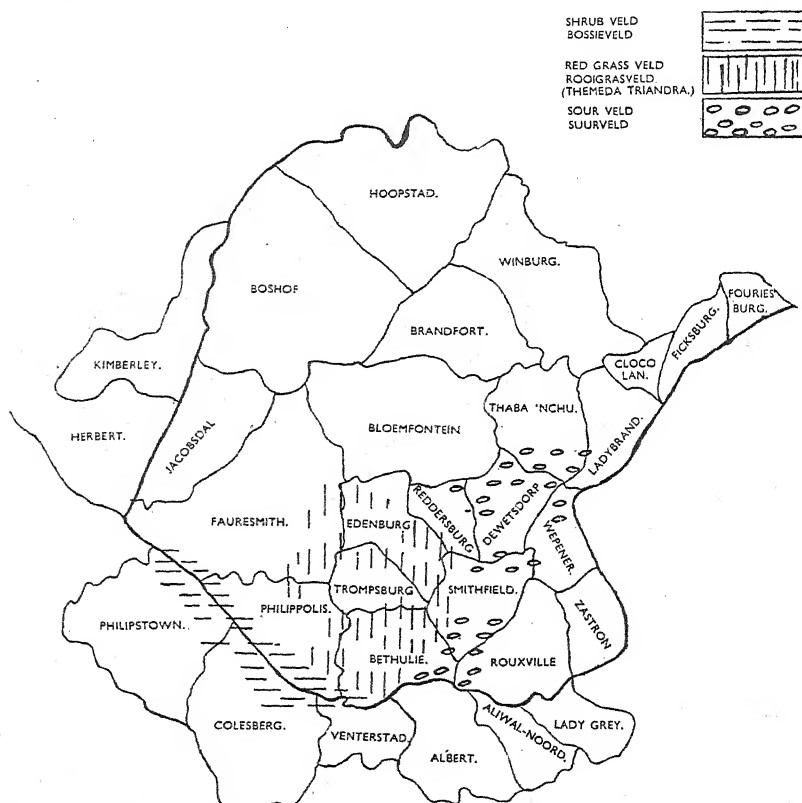 SHRUB VELD
BOSSIEVELD
RED GRASS VELD
ROOIGRASVELD.
(THEMEDA TRIANDRA.)
SOUR VELD
SUURVELD
HOOPSTAD.
WINBURG.
BOSHOF
FOURIES
BURG.
BRANDFORT.
FICKSBURG.
KIMBERLEY.
CLOCO
LAN.
THABA 'NCHU.
LADYBRAND.
HERBERT.
JACOBSDAL
BLOEMFONTEIN
FAURESMITH.
EDENBURG
REDDERSBURG
DEWETSDORP
WEPENER.
TROMPSBURG
SMITHFIELD.
PHILIPSTOWN.
PHILIPPOLIS.
ZASTRON
BETHULIE.
ROUXVILLE
COLESBERG.
VENTERSTAD.
ALBERT.
ALIWAL-NOORD.
LADY GREY.